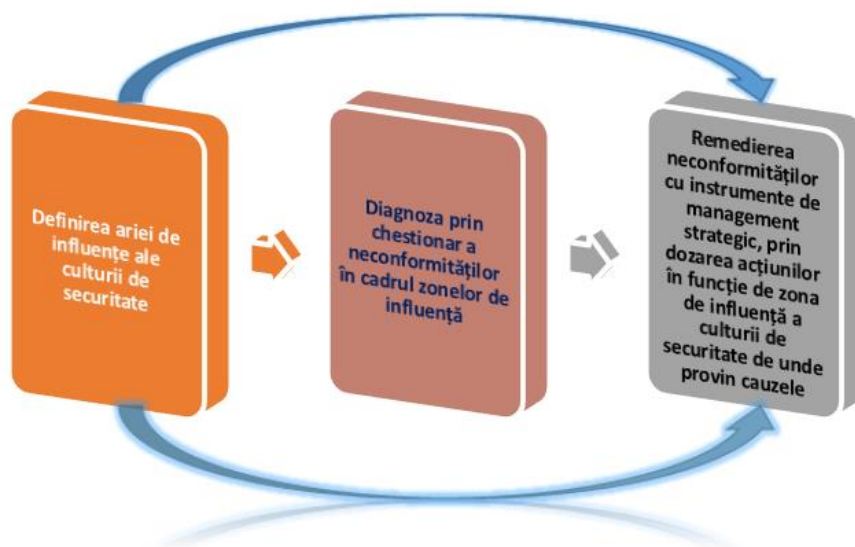 Definirea ariei de
influențe ale
culturii de
securitate
Diagnoza prin
chestionar a
neconformităților
în cadrul zonelor de
influență
Remedierea
neconformităților
cu instrumente de
management
strategic, prin
dozarea acțiunilor
în funcție de zona
de influență a
culturii de
securitate de unde
provin cauzele